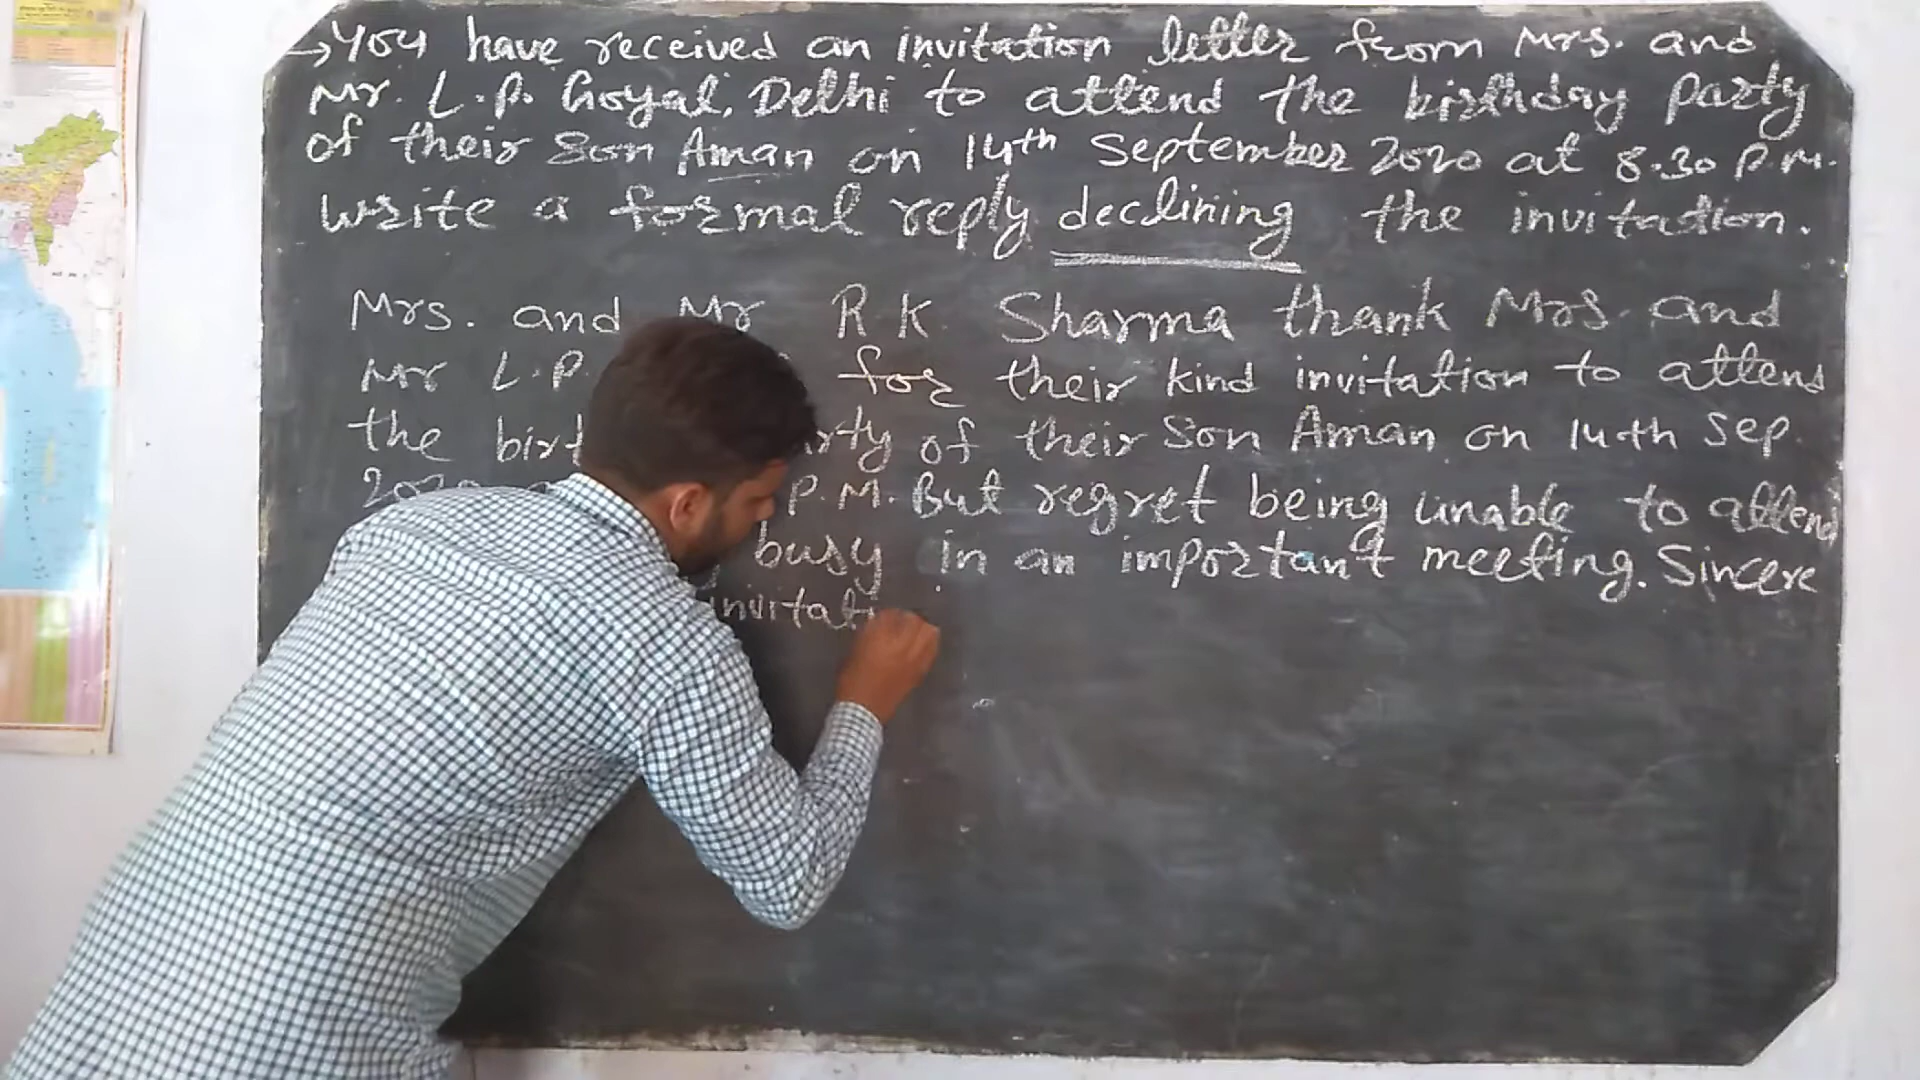 → You have received an invitation letter from Mrs. and
Mr. L.P. Goyal, Delhi to attend the birthday party
of their Son Aman on 14th September 2020 at 8.30 P.M.
write a formal reply declining the invitation.
Mrs. and Mr R K Sharma thank Mrs. and
Mr L.P. for their kind invitation to attend
the of their Son Aman on 14th Sep.
2020 P.M. But regret being unable to attend
busy in an important meeting. Sincere